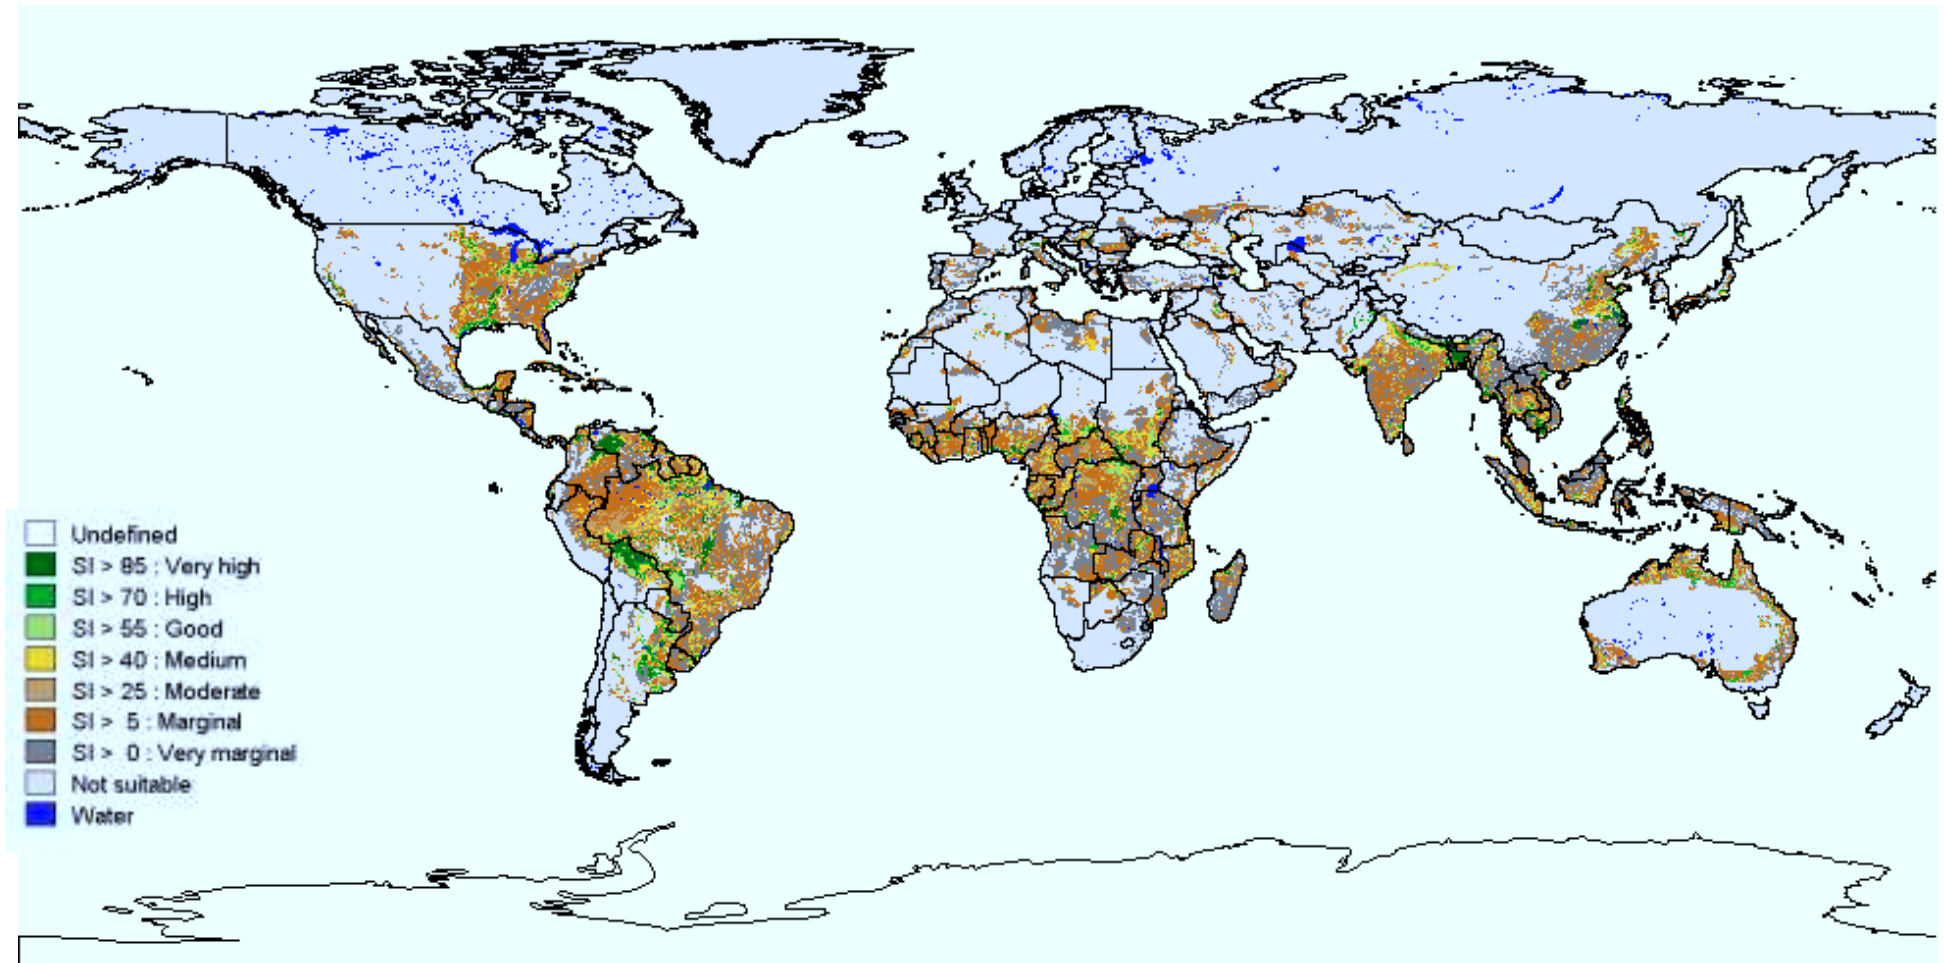 Undefined
SI > 85 : Very high
SI > 70 : High
SI > 55 : Good
SI > 40 : Medium
SI > 25 : Moderate
SI > 5 : Marginal
SI > 0 : Very marginal
Not suitable
Water